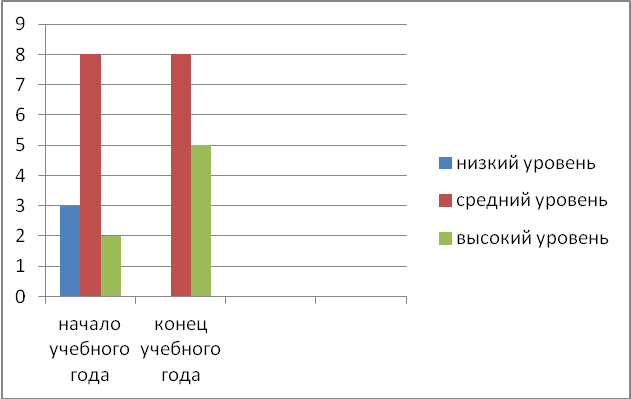 9
8
7
6
5
4
3
2
1
0
начало
учебного
года
конец
учебного
года
низкий уровень
средний уровень
высокий уровень